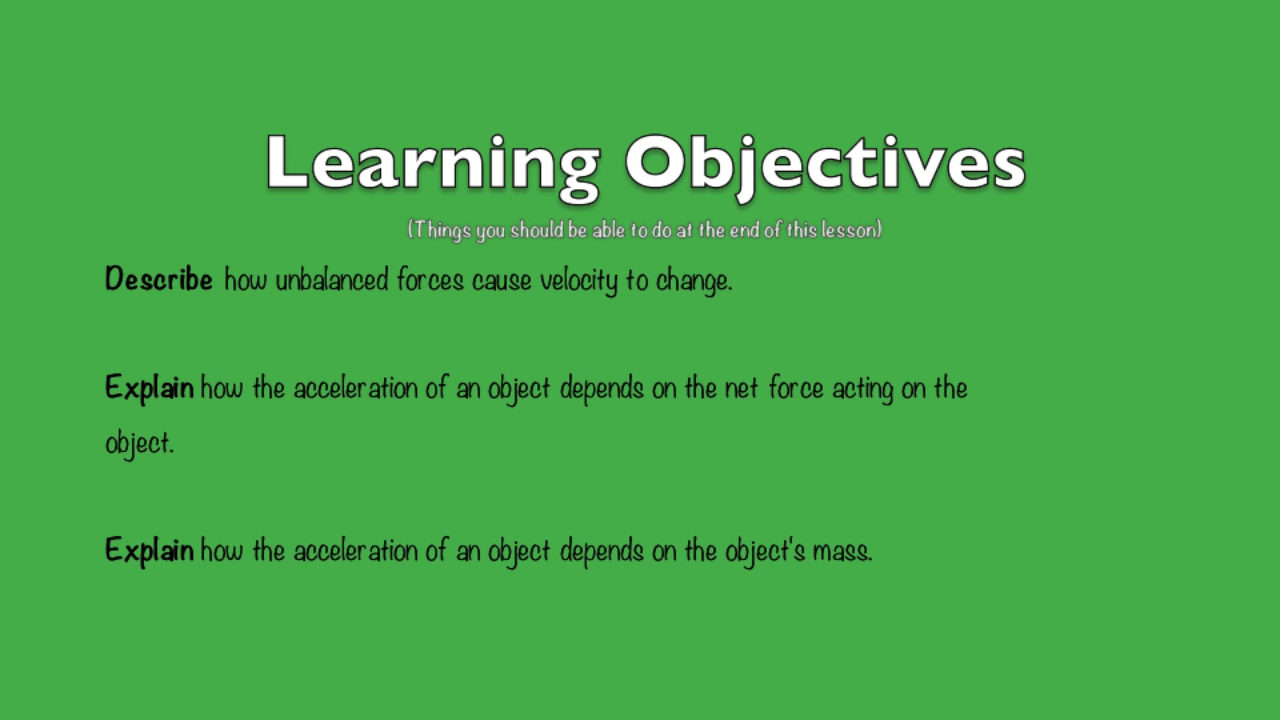 Learning Objectives
(Things you should be able to do at the end of this lesson)
Describe how unbalanced forces cause velocity to change.
Explain how the acceleration of an object depends on the net force acting on the
object.
Explain how the acceleration of an object depends on the object's mass.